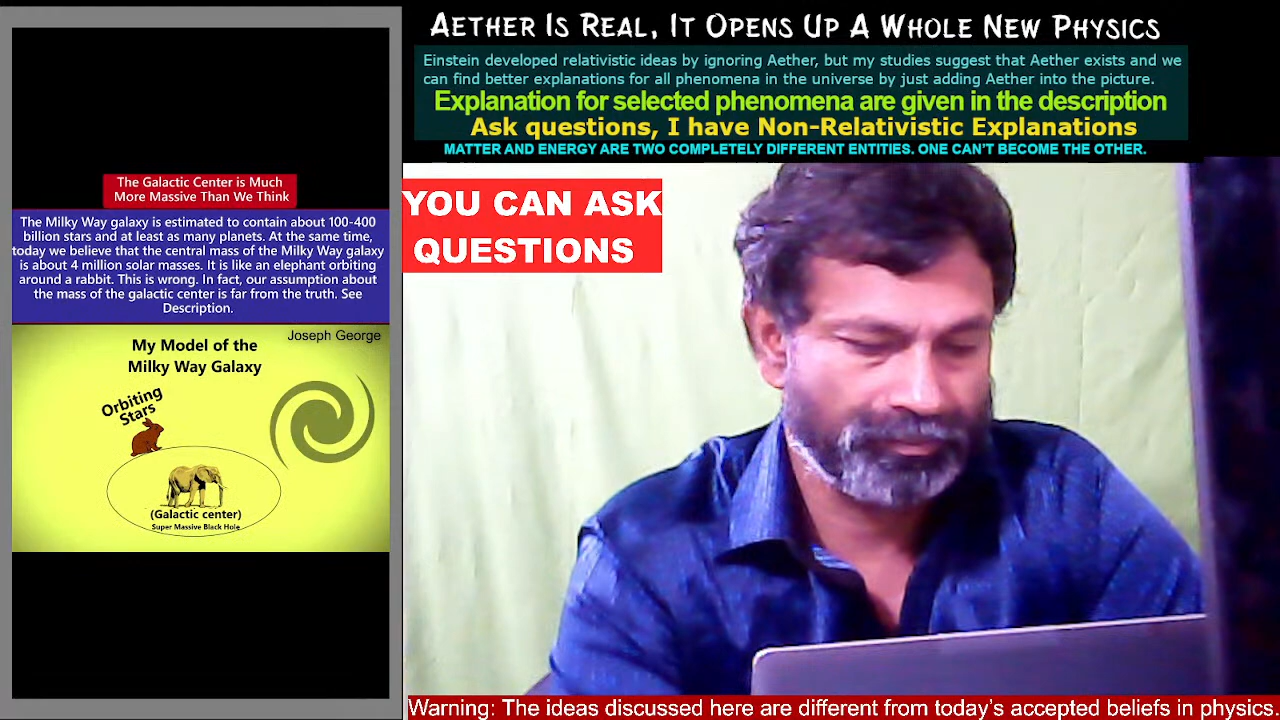 The Galactic Center is Much
More Massive Than We Think
The Milky Way galaxy is estimated to contain about 100-400
billion stars and at least as many planets. At the same time,
today we believe that the central mass of the Milky Way galaxy
is about 4 million solar masses. It is like an elephant orbiting
around a rabbit. This is wrong. In fact, our assumption about
the mass of the galactic center is far from the truth. See
Description.
Joseph George
My Model of the
Milky Way Galaxy
Orbiting
Stars
(Galactic center)
Super Massive Black Hole
Aether Is Real, It Opens Up A Whole New Physics
Einstein developed relativistic ideas by ignoring Aether, but my studies suggest that Aether exists and we
can find better explanations for all phenomena in the universe by just adding Aether into the picture.
Explanation for selected phenomena are given in the description
Ask questions, I have Non-Relativistic Explanations
MATTER AND ENERGY ARE TWO COMPLETELY DIFFERENT ENTITIES. ONE CAN'T BECOME THE OTHER.
YOU CAN ASK
QUESTIONS
Warning: The ideas discussed here are different from today's accepted beliefs in physics.